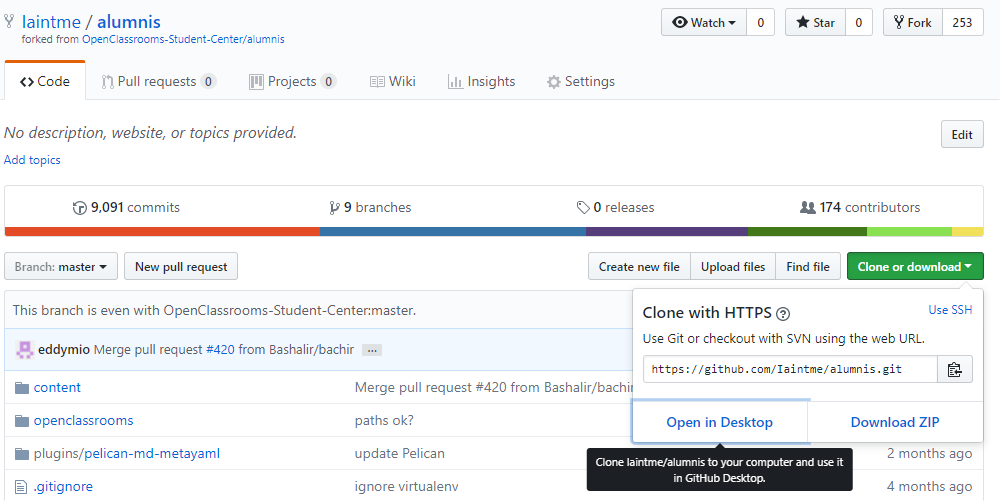 Iaintme / alumnis
Watch 0 Star 0 Fork 253
forked from OpenClassrooms-Student-Center/alumnis
Code Pull requests 0 Projects 0 Wiki Insights Settings
No description, website, or topics provided. Edit
Add topics
9,091 commits 9 branches 0 releases 174 contributors
Branch: master New pull request Create new file Upload files Find file Clone or download
This branch is even with OpenClassrooms-Student-Center:master.
Clone with HTTPS ? Use SSH
Use Git or checkout with SVN using the web URL.
https://github.com/Iaintme/alumnis.git
Open in Desktop Download ZIP
Clone Iaintme/alumnis to your computer and use it
in GitHub Desktop.
eddymio Merge pull request #420 from Bashalir/bachir ...
content Merge pull request #420 from Bashalir/bachir
openclassrooms paths ok?
plugins/pelican-md-metayaml update Pelican 2 months ago
.gitignore ignore virtualenv 4 months ago